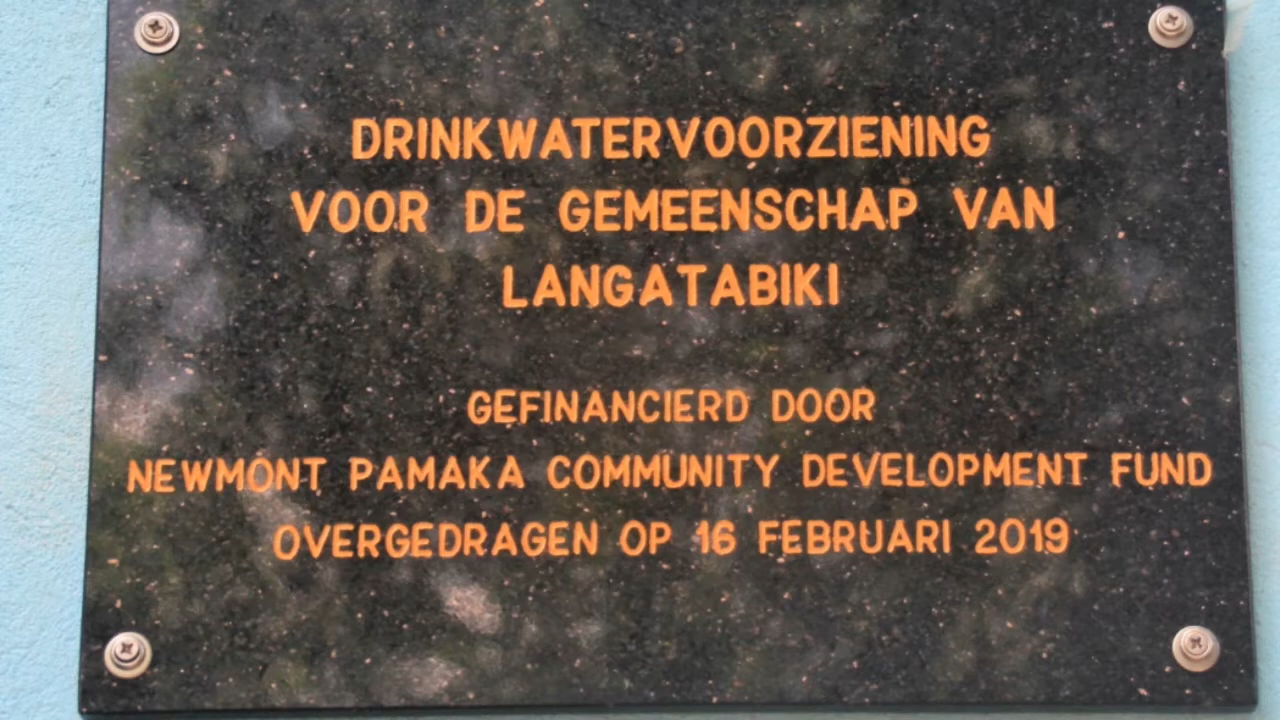 DRINKWATERVOORZIENING
VOOR DE GEMEENSCHAP VAN
LANGATABIKI
GEFINANCIERD DOOR
NEWMONT PAMAKA COMMUNITY DEVELOPMENT FUND
OVERGEDRAGEN OP 16 FEBRUARI 2019